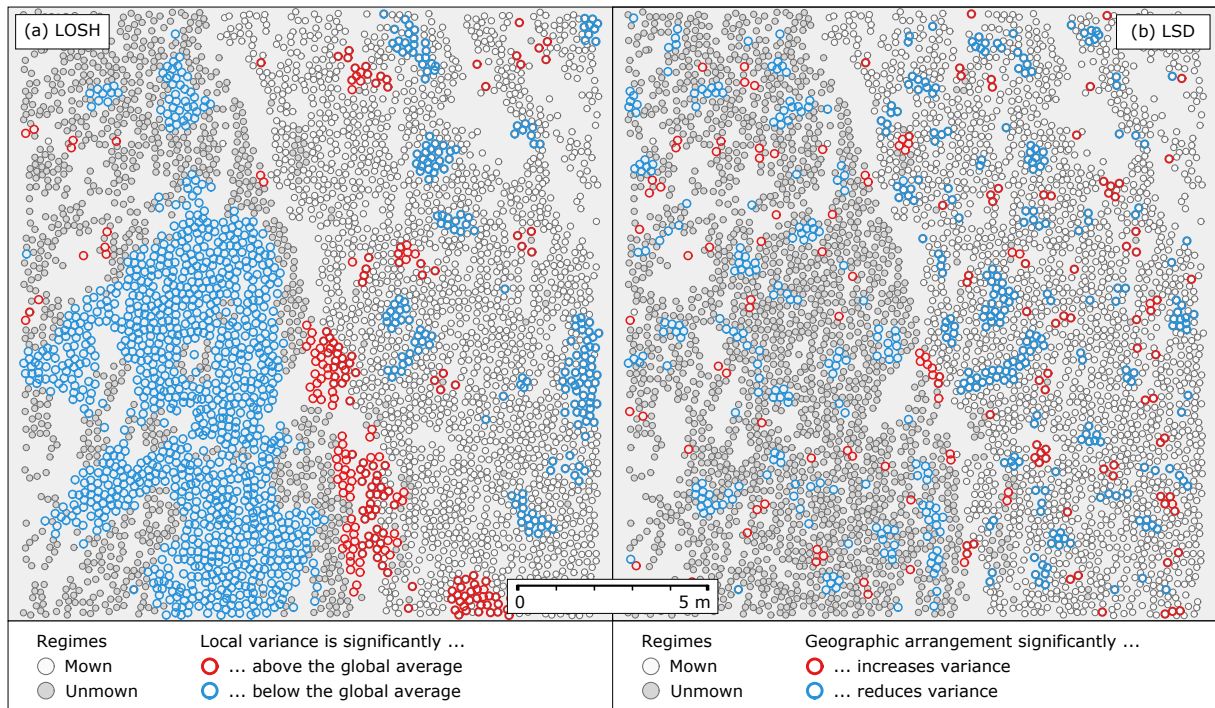 (a) LOSH
(b) LSD
0 5 m
Regimes
Mown
Unmown
Local variance is significantly ...
... above the global average
... below the global average
Regimes
Mown
Unmown
Geographic arrangement significantly ...
... increases variance
... reduces variance